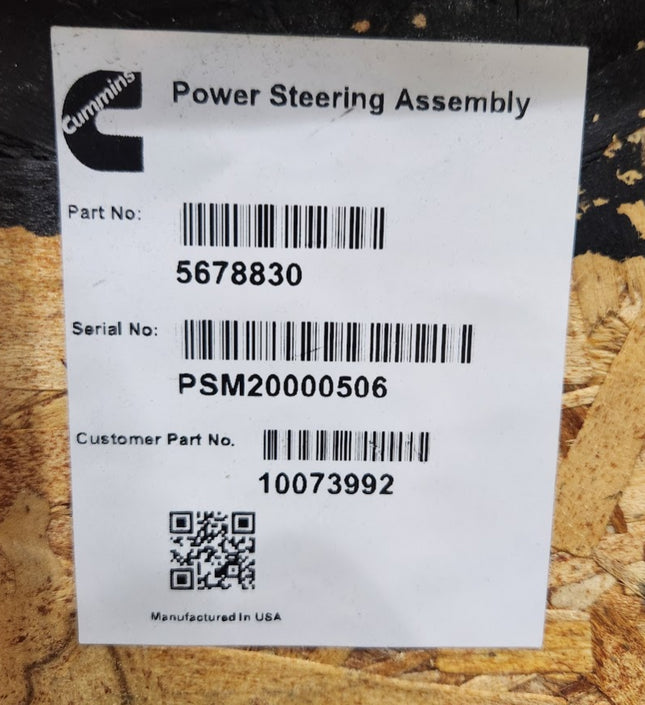 Cummins
Power Steering Assembly
Part No:
5678830
Serial No:
PSM20000506
Customer Part No.
10073992
Manufactured In USA